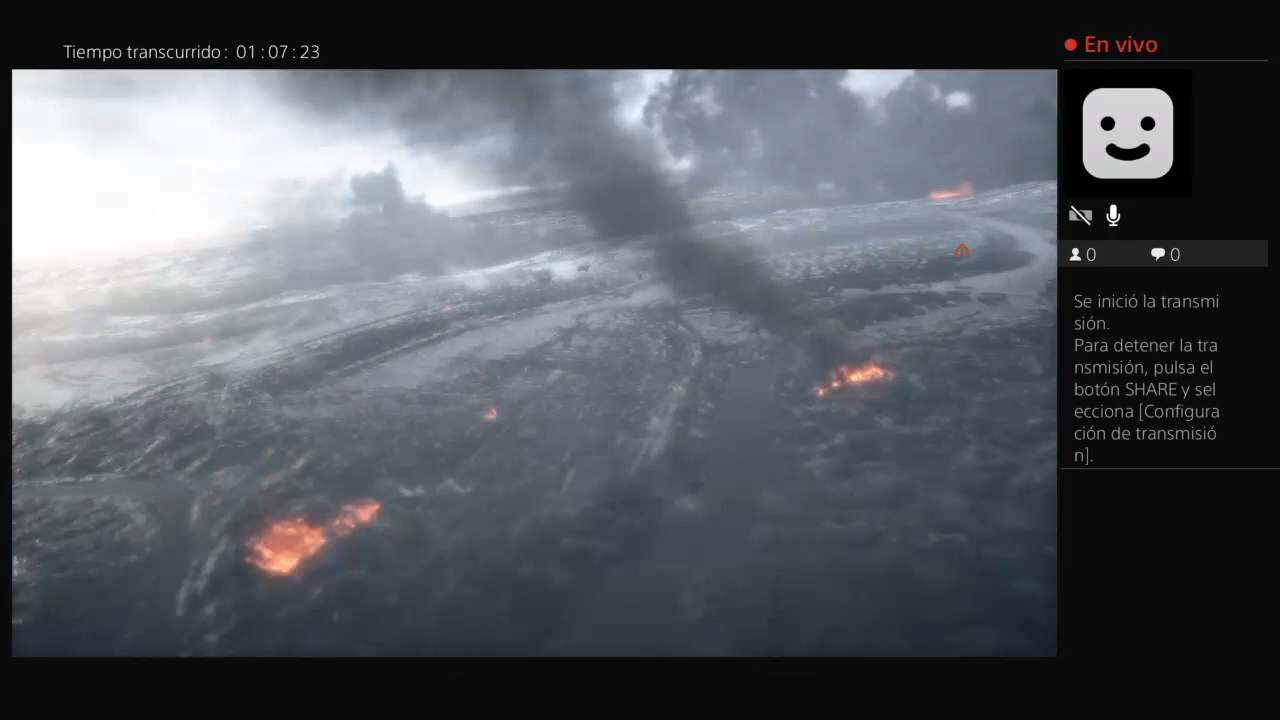 Tiempo transcurrido: 01:07:23
En vivo
0
0
Se inició la transmi
sión.
Para detener la tra
nsmisión, pulsa el
botón SHARE y sel
ecciona [Configura
ción de transmisió
n].